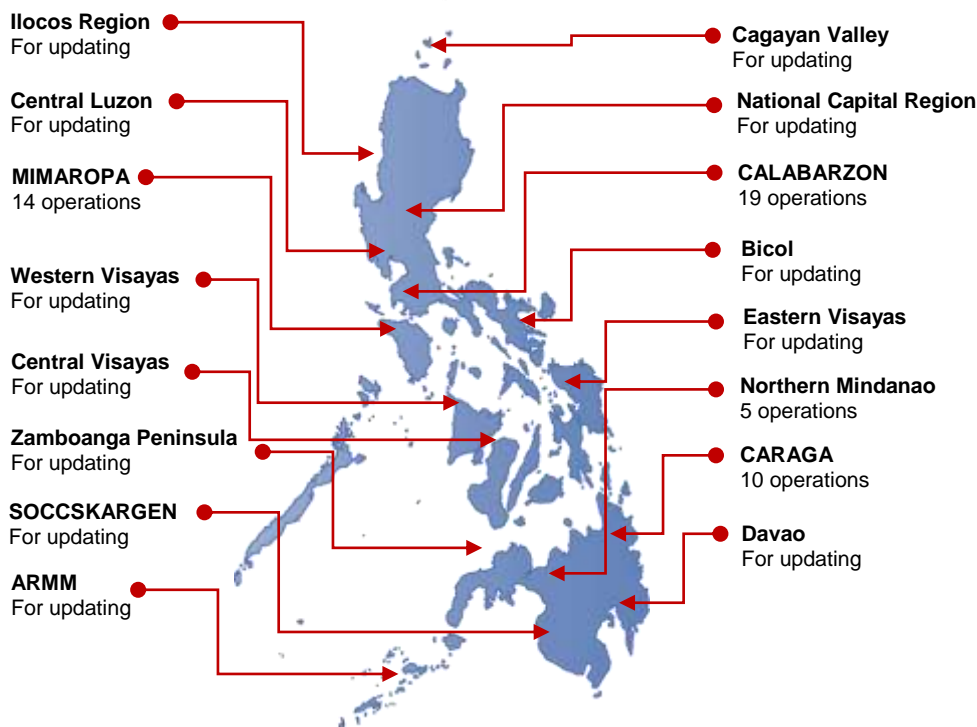 Ilocos Region
For updating
Central Luzon
For updating
MIMAROPA
14 operations
Western Visayas
For updating
Central Visayas
For updating
Zamboanga Peninsula
For updating
SOCCSKARGEN
For updating
ARMM
For updating
Cagayan Valley
For updating
National Capital Region
For updating
CALABARZON
19 operations
Bicol
For updating
Eastern Visayas
For updating
Northern Mindanao
5 operations
CARAGA
10 operations
Davao
For updating